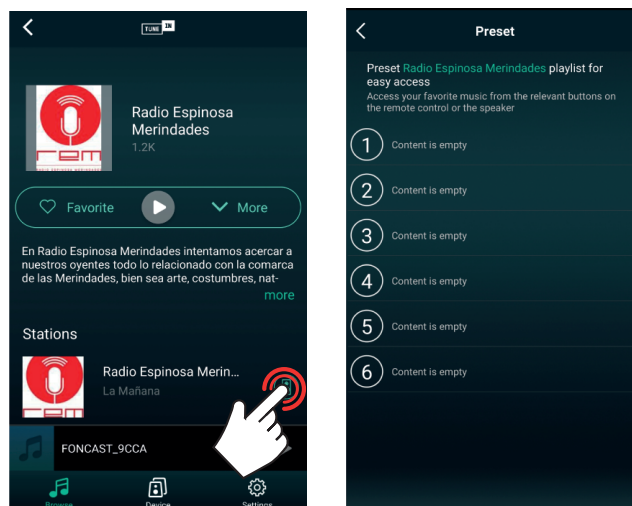 TUNE IN
rem
Radio Espinosa
Merindades
1.2K
Favorite
More
En Radio Espinosa Merindades intentamos acercar a
nuestros oyentes todo lo relacionado con la comarca
de las Merindades, bien sea arte, costumbres, nat-
more
Stations
rem
Radio Espinosa Merin...
La Mañana
FONCAST_9CCA
Browse
Device
Settings
Preset
Preset Radio Espinosa Merindades playlist for
easy access
Access your favorite music from the relevant buttons on
the remote control or the speaker
1 Content is empty
2 Content is empty
3 Content is empty
4 Content is empty
5 Content is empty
6 Content is empty